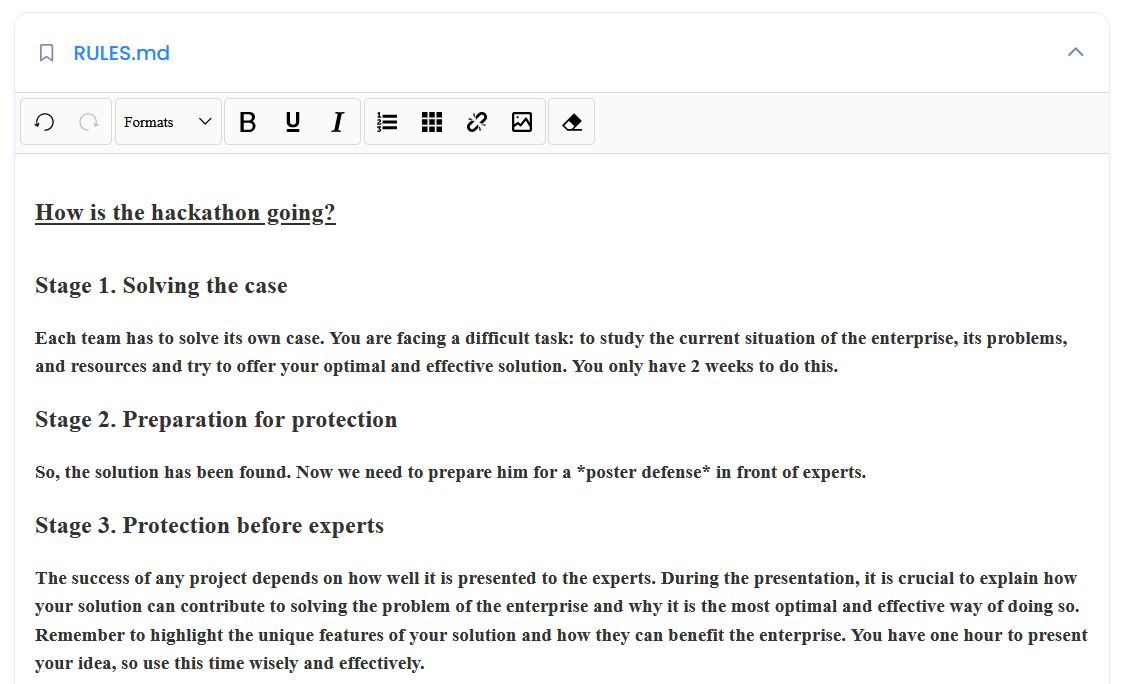 RULES.md
Formats
B U I
How is the hackathon going?
Stage 1. Solving the case
Each team has to solve its own case. You are facing a difficult task: to study the current situation of the enterprise, its problems,
and resources and try to offer your optimal and effective solution. You only have 2 weeks to do this.
Stage 2. Preparation for protection
So, the solution has been found. Now we need to prepare him for a *poster defense* in front of experts.
Stage 3. Protection before experts
The success of any project depends on how well it is presented to the experts. During the presentation, it is crucial to explain how
your solution can contribute to solving the problem of the enterprise and why it is the most optimal and effective way of doing so.
Remember to highlight the unique features of your solution and how they can benefit the enterprise. You have one hour to present
your idea, so use this time wisely and effectively.